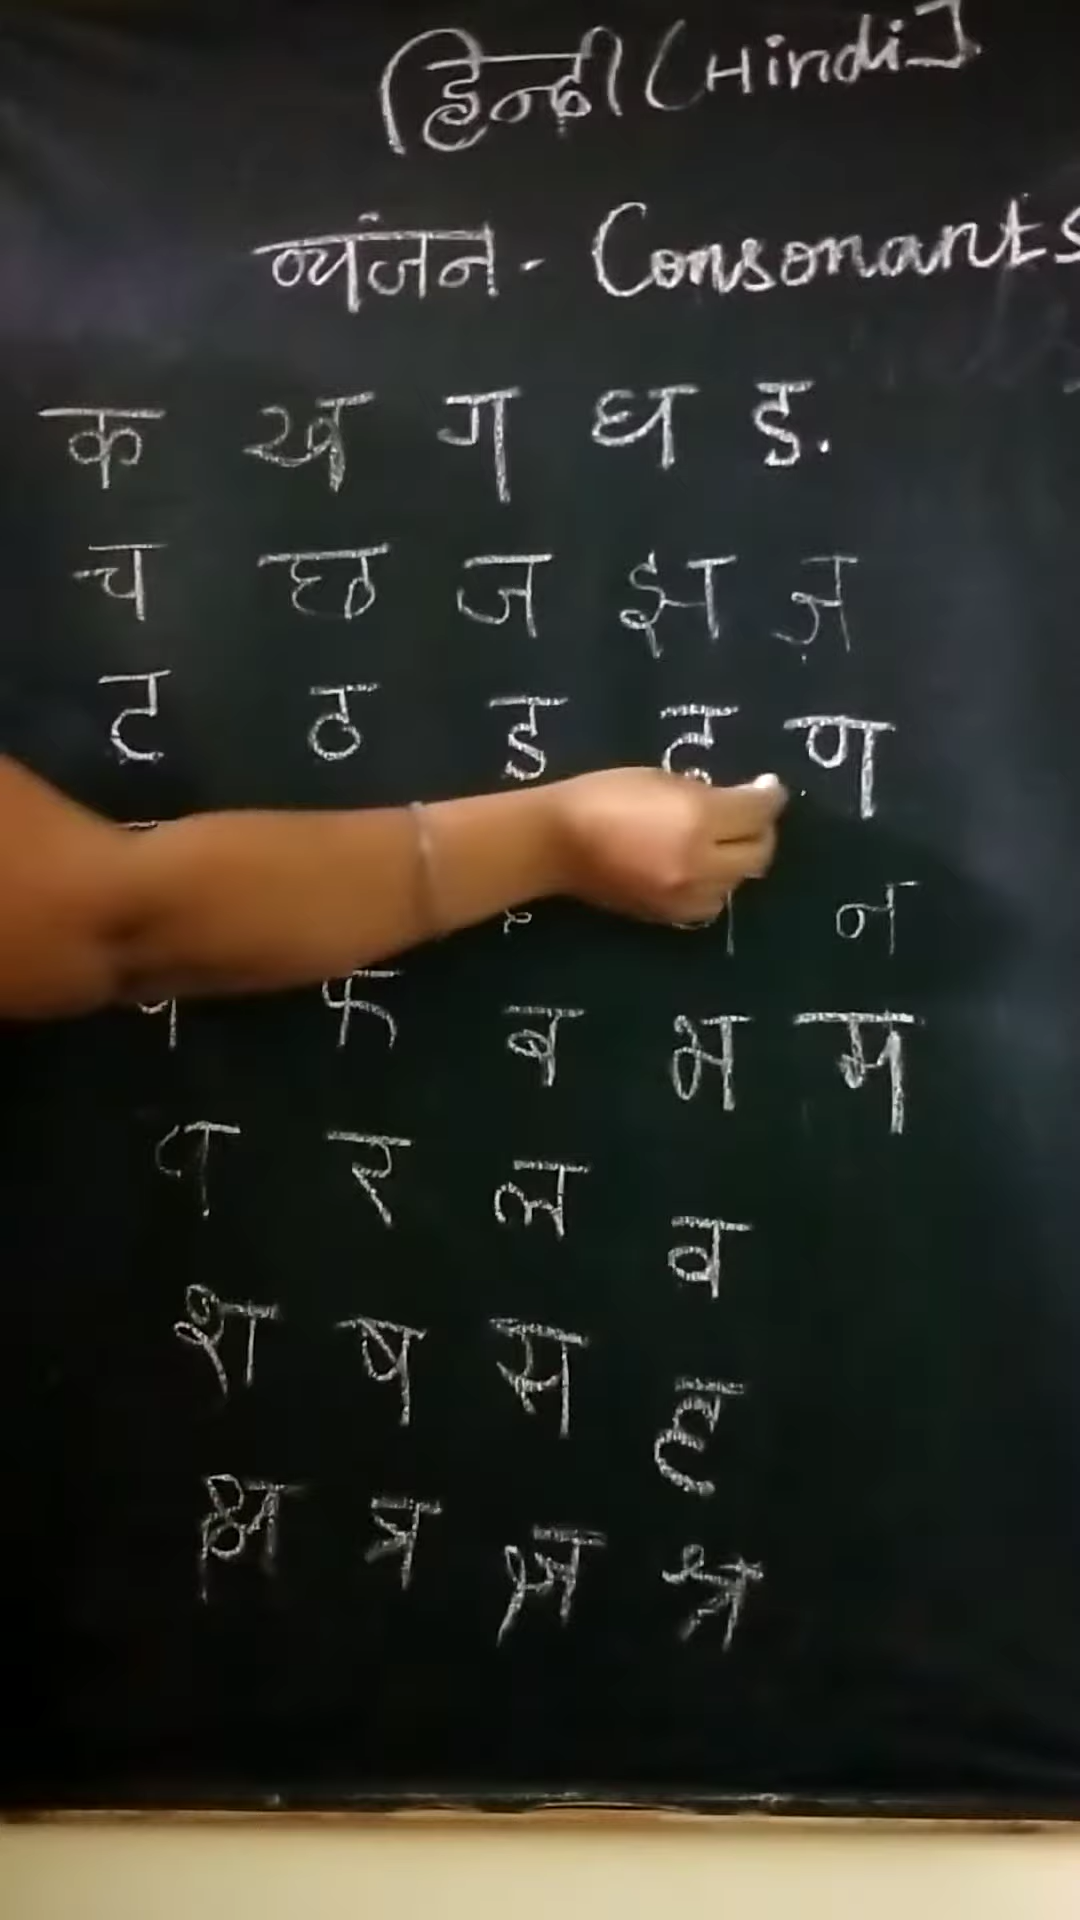 हिन्दी (Hindi)
व्यंजन - Consonants
क ख ग घ ङ
च छ ज झ ज़
ट ठ ड ढ ण
न
फ ब भ म
र ल व
श ष स ह
क्ष त्र ज्ञ श्र